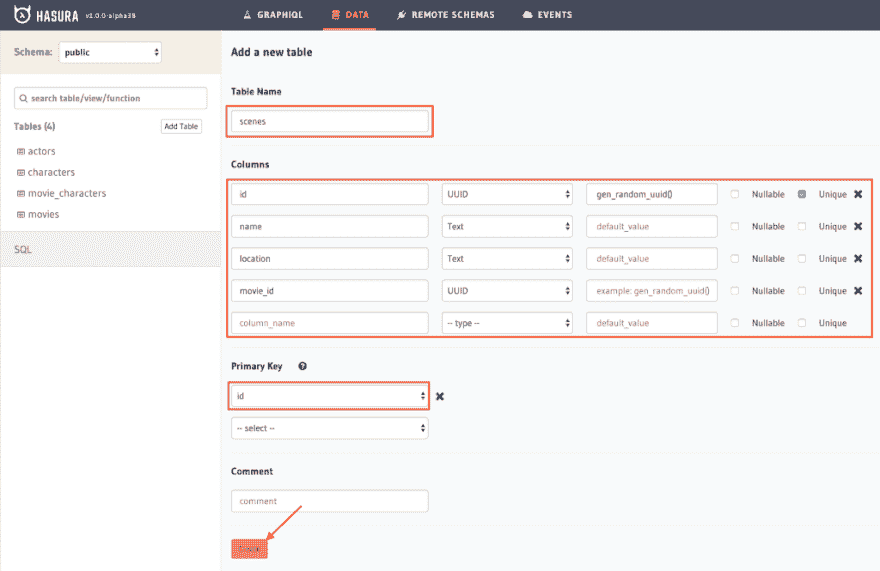 HASURA v1.0.0-alpha38 GRAPHIQL DATA REMOTE SCHEMAS EVENTS
Schema: public
search table/view/function
Tables (4) Add Table
actors
characters
movie_characters
movies
SQL
Add a new table
Table Name
scenes
Columns
id UUID gen_random_uuid() Nullable Unique
name Text default_value Nullable Unique
location Text default_value Nullable Unique
movie_id UUID example: gen_random_uuid() Nullable Unique
column_name -- type -- default_value Nullable Unique
Primary Key
id
-- select --
Comment
comment